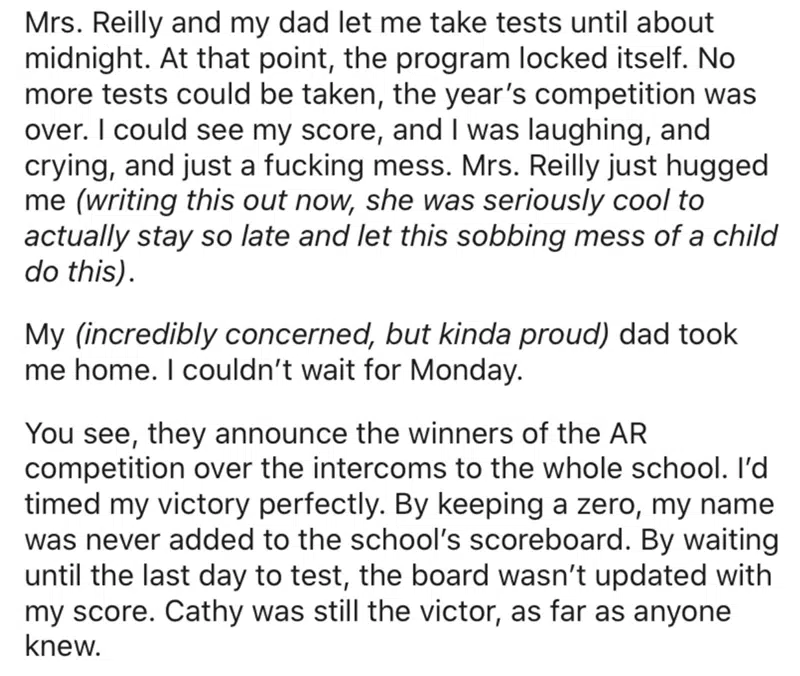 Mrs. Reilly and my dad let me take tests until about
midnight. At that point, the program locked itself. No
more tests could be taken, the year’s competition was
over. I could see my score, and I was laughing, and
crying, and just a fucking mess. Mrs. Reilly just hugged
me (writing this out now, she was seriously cool to
actually stay so late and let this sobbing mess of a child
do this).
My (incredibly concerned, but kinda proud) dad took
me home. I couldn’t wait for Monday.
You see, they announce the winners of the AR
competition over the intercoms to the whole school. I’d
timed my victory perfectly. By keeping a zero, my name
was never added to the school’s scoreboard. By waiting
until the last day to test, the board wasn’t updated with
my score. Cathy was still the victor, as far as anyone
knew.